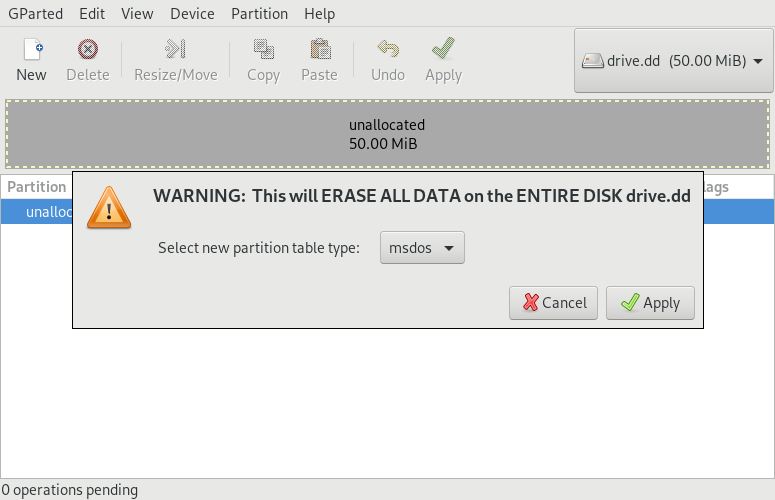 GParted Edit View Device Partition Help
New Delete Resize/Move Copy Paste Undo Apply drive.dd (50.00 MiB)
unallocated
50.00 MiB
Partition
WARNING: This will ERASE ALL DATA on the ENTIRE DISK drive.dd
Select new partition table type: msdos
Cancel Apply
0 operations pending